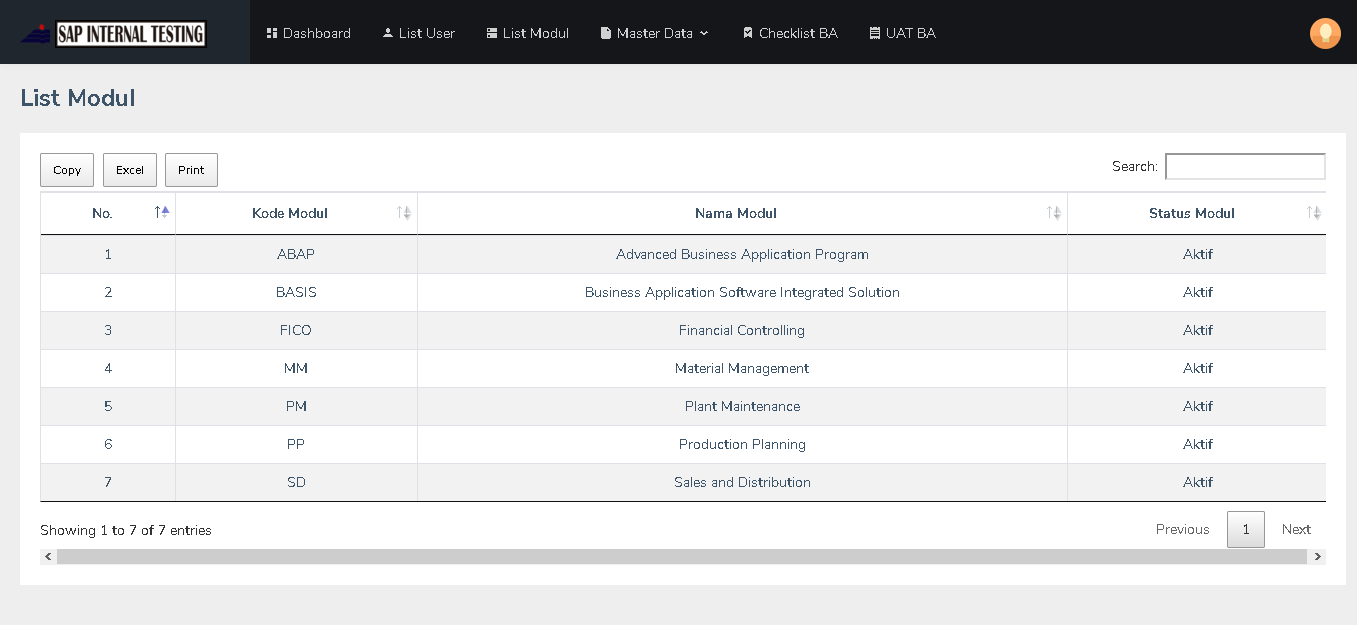 SAP INTERNAL TESTING Dashboard List User List Modul Master Data Checklist BA UAT BA
List Modul
Copy Excel Print Search:
No. Kode Modul Nama Modul Status Modul
1 ABAP Advanced Business Application Program Aktif
2 BASIS Business Application Software Integrated Solution Aktif
3 FICO Financial Controlling Aktif
4 MM Material Management Aktif
5 PM Plant Maintenance Aktif
6 PP Production Planning Aktif
7 SD Sales and Distribution Aktif
Showing 1 to 7 of 7 entries Previous 1 Next